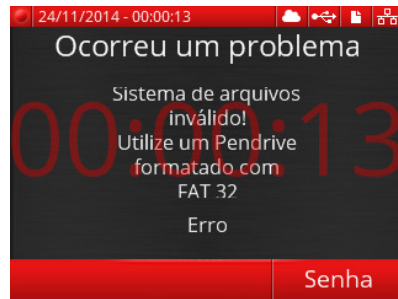 24/11/2014 - 00:00:13
Ocorreu um problema
00:00:13
Sistema de arquivos
inválido!
Utilize um Pendrive
formatado com
FAT 32
Erro
Senha